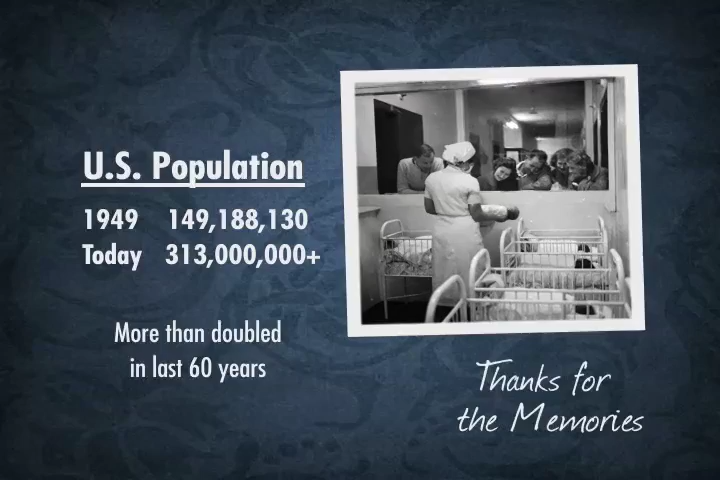 U.S. Population
1949 149,188,130
Today 313,000,000+
More than doubled
in last 60 years
Thanks for
the Memories